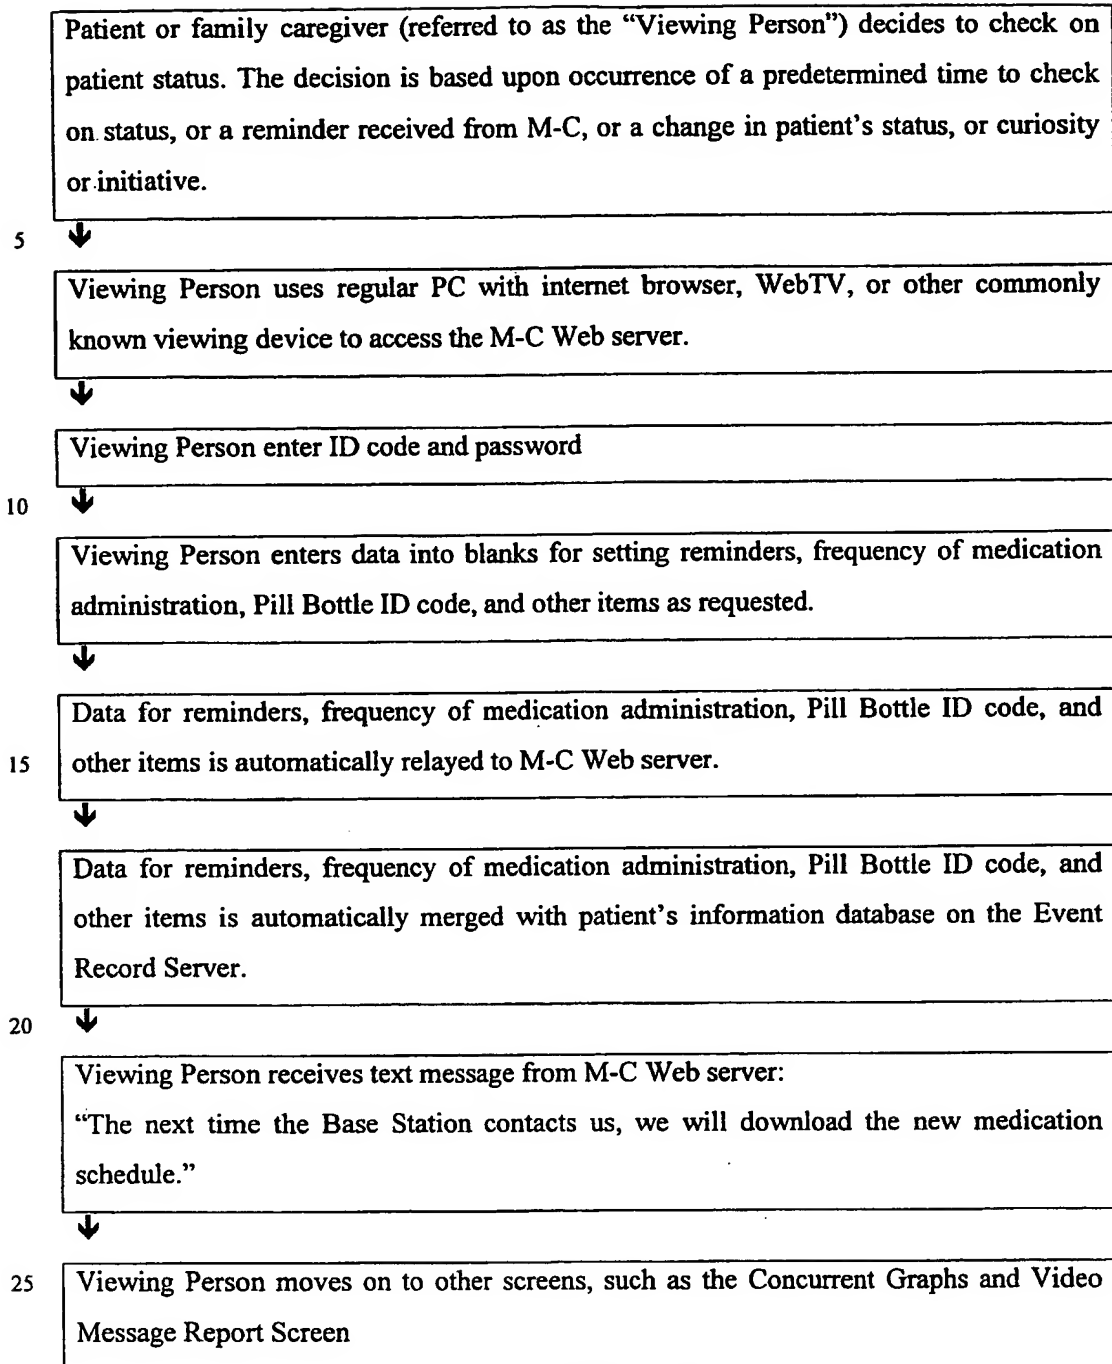 Patient or family caregiver (referred to as the “Viewing Person”) decides to check on
patient status. The decision is based upon occurrence of a predetermined time to check
on status, or a reminder received from M-C, or a change in patient's status, or curiosity
or initiative.
5
Viewing Person uses regular PC with internet browser, WebTV, or other commonly
known viewing device to access the M-C Web server.
Viewing Person enter ID code and password
10
Viewing Person enters data into blanks for setting reminders, frequency of medication
administration, Pill Bottle ID code, and other items as requested.
Data for reminders, frequency of medication administration, Pill Bottle ID code, and
15 other items is automatically relayed to M-C Web server.
Data for reminders, frequency of medication administration, Pill Bottle ID code, and
other items is automatically merged with patient's information database on the Event
Record Server.
20
Viewing Person receives text message from M-C Web server:
“The next time the Base Station contacts us, we will download the new medication
schedule.”
25 Viewing Person moves on to other screens, such as the Concurrent Graphs and Video
Message Report Screen